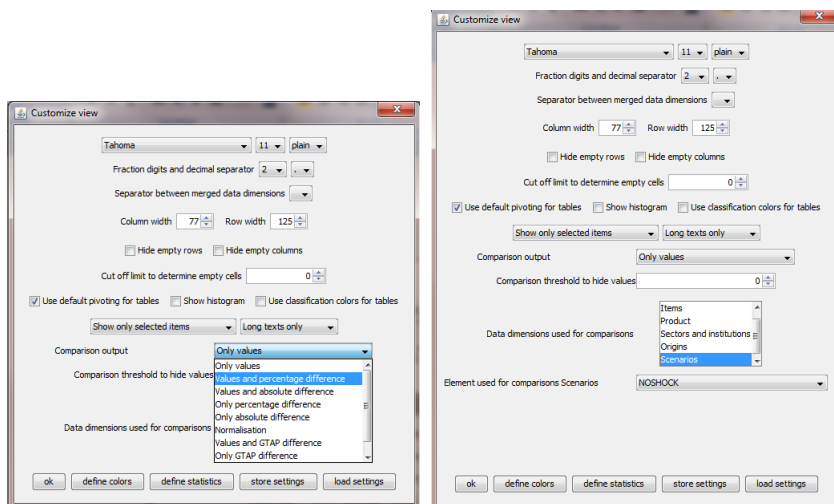 Customize view
Tahoma 11 plain
Fraction digits and decimal separator 2 .
Separator between merged data dimensions
Column width 77 Row width 125
Hide empty rows Hide empty columns
Cut off limit to determine empty cells 0
Use default pivoting for tables Show histogram Use classification colors for tables
Show only selected items Long texts only
Comparison output Only values
Only values
Comparison threshold to hide values Values and percentage difference
Values and absolute difference
Only percentage difference
Only absolute difference
Data dimensions used for comparisons Normalisation
Values and GTAP difference
Only GTAP difference
ok define colors define statistics store settings load settings
Customize view
Tahoma 11 plain
Fraction digits and decimal separator 2 .
Separator between merged data dimensions
Column width 77 Row width 125
Hide empty rows Hide empty columns
Cut off limit to determine empty cells 0
Use default pivoting for tables Show histogram Use classification colors for tables
Show only selected items Long texts only
Comparison output Only values
Comparison threshold to hide values 0
Items
Product
Data dimensions used for comparisons Sectors and institutions
Origins
Scenarios
Element used for comparisons Scenarios NOSHOCK
ok define colors define statistics store settings load settings